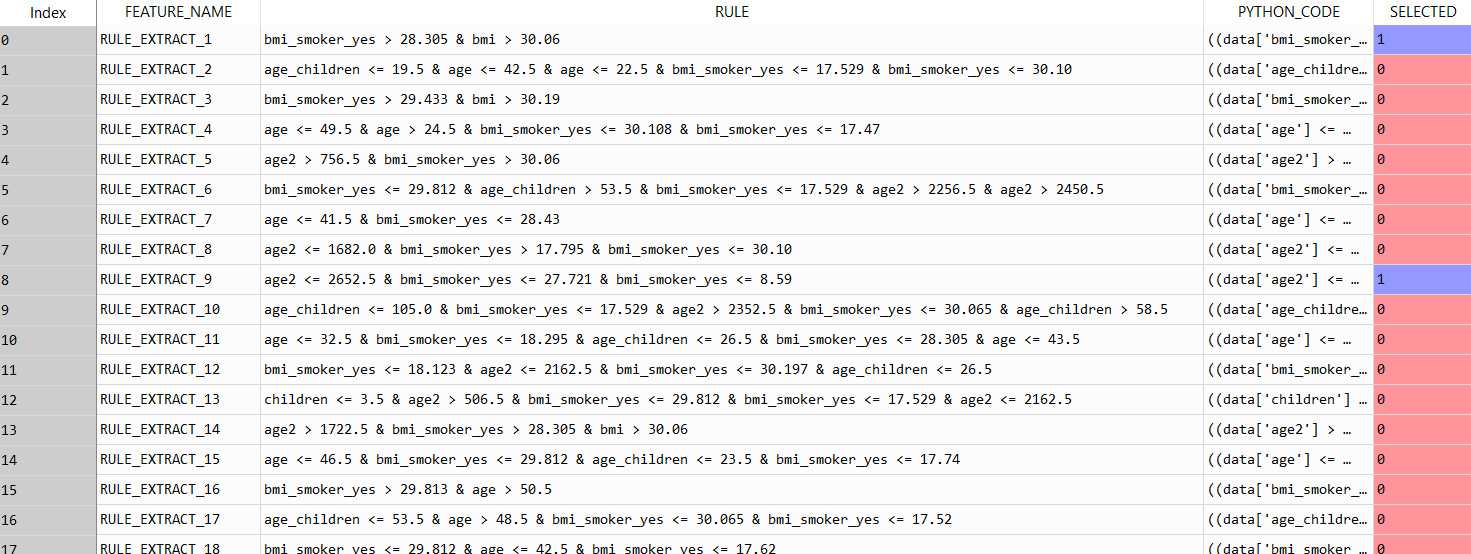 Index FEATURE_NAME RULE PYTHON_CODE SELECTED
0 RULE_EXTRACT_1 bmi_smoker_yes > 28.305 & bmi > 30.06 ((data['bmi_smoker_… 1
1 RULE_EXTRACT_2 age_children <= 19.5 & age <= 42.5 & age <= 22.5 & bmi_smoker_yes <= 17.529 & bmi_smoker_yes <= 30.10 ((data['age_childre… 0
2 RULE_EXTRACT_3 bmi_smoker_yes > 29.433 & bmi > 30.19 ((data['bmi_smoker_… 0
3 RULE_EXTRACT_4 age <= 49.5 & age > 24.5 & bmi_smoker_yes <= 30.108 & bmi_smoker_yes <= 17.47 ((data['age'] <= … 0
4 RULE_EXTRACT_5 age2 > 756.5 & bmi_smoker_yes > 30.06 ((data['age2'] > … 0
5 RULE_EXTRACT_6 bmi_smoker_yes <= 29.812 & age_children > 53.5 & bmi_smoker_yes <= 17.529 & age2 > 2256.5 & age2 > 2450.5 ((data['bmi_smoker_… 0
6 RULE_EXTRACT_7 age <= 41.5 & bmi_smoker_yes <= 28.43 ((data['age'] <= … 0
7 RULE_EXTRACT_8 age2 <= 1682.0 & bmi_smoker_yes > 17.795 & bmi_smoker_yes <= 30.10 ((data['age2'] <= … 0
8 RULE_EXTRACT_9 age2 <= 2652.5 & bmi_smoker_yes <= 27.721 & bmi_smoker_yes <= 8.59 ((data['age2'] <= … 1
9 RULE_EXTRACT_10 age_children <= 105.0 & bmi_smoker_yes <= 17.529 & age2 > 2352.5 & bmi_smoker_yes <= 30.065 & age_children > 58.5 ((data['age_childre… 0
10 RULE_EXTRACT_11 age <= 32.5 & bmi_smoker_yes <= 18.295 & age_children <= 26.5 & bmi_smoker_yes <= 28.305 & age <= 43.5 ((data['age'] <= … 0
11 RULE_EXTRACT_12 bmi_smoker_yes <= 18.123 & age2 <= 2162.5 & bmi_smoker_yes <= 30.197 & age_children <= 26.5 ((data['bmi_smoker_… 0
12 RULE_EXTRACT_13 children <= 3.5 & age2 > 506.5 & bmi_smoker_yes <= 29.812 & bmi_smoker_yes <= 17.529 & age2 <= 2162.5 ((data['children'] … 0
13 RULE_EXTRACT_14 age2 > 1722.5 & bmi_smoker_yes > 28.305 & bmi > 30.06 ((data['age2'] > … 0
14 RULE_EXTRACT_15 age <= 46.5 & bmi_smoker_yes <= 29.812 & age_children <= 23.5 & bmi_smoker_yes <= 17.74 ((data['age'] <= … 0
15 RULE_EXTRACT_16 bmi_smoker_yes > 29.813 & age > 50.5 ((data['bmi_smoker_… 0
16 RULE_EXTRACT_17 age_children <= 53.5 & age > 48.5 & bmi_smoker_yes <= 30.065 & bmi_smoker_yes <= 17.52 ((data['age_childre… 0
17 RULE_EXTRACT_18 bmi_smoker_yes <= 29.812 & age <= 42.5 & bmi_smoker_yes <= 17.62 ((data['bmi_smoker_… 0